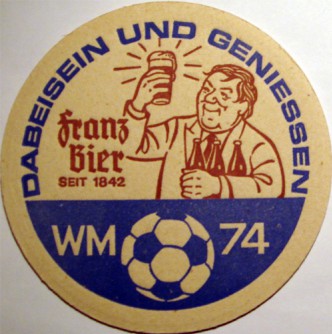 DABEISEIN UND GENIESSEN
Franz
Bier
SEIT 1842
WM 74